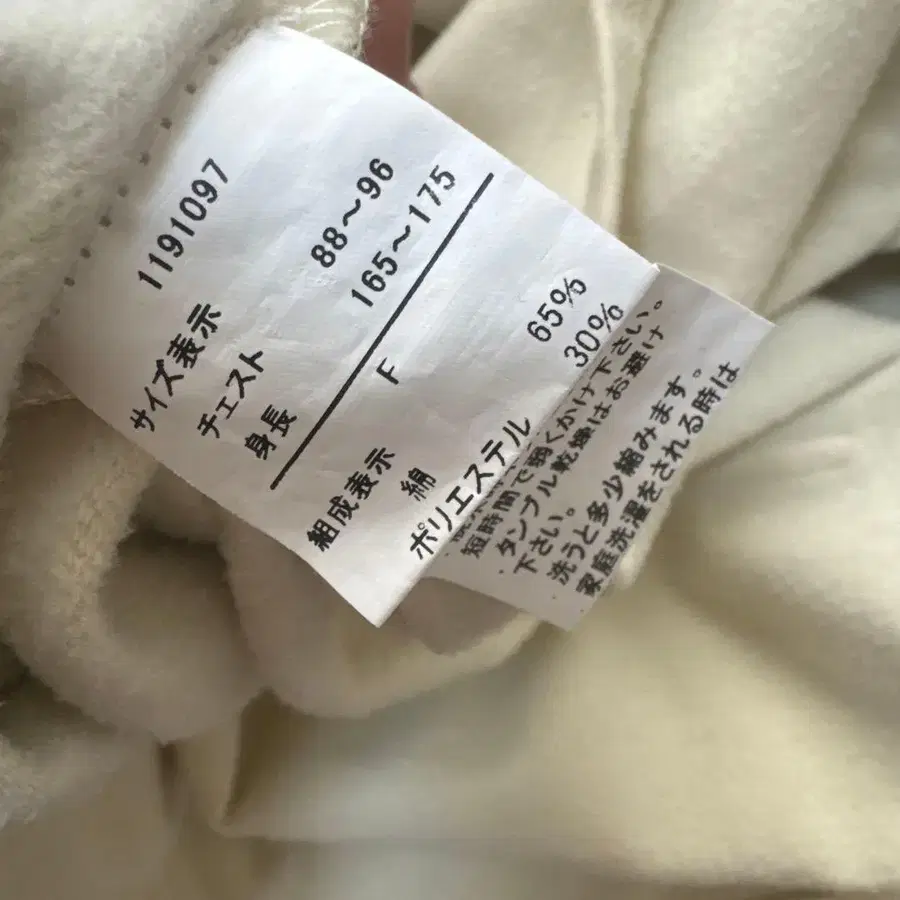 1191097
サイズ表示
チェスト 88～96
身長 165～175
F
組成表示
綿 65%
ポリエステル 30%
短時間で弱くかけ下さい。
タンブル乾燥はお避け
下さい。
洗うと多少縮みます。
家庭洗濯をされる時は